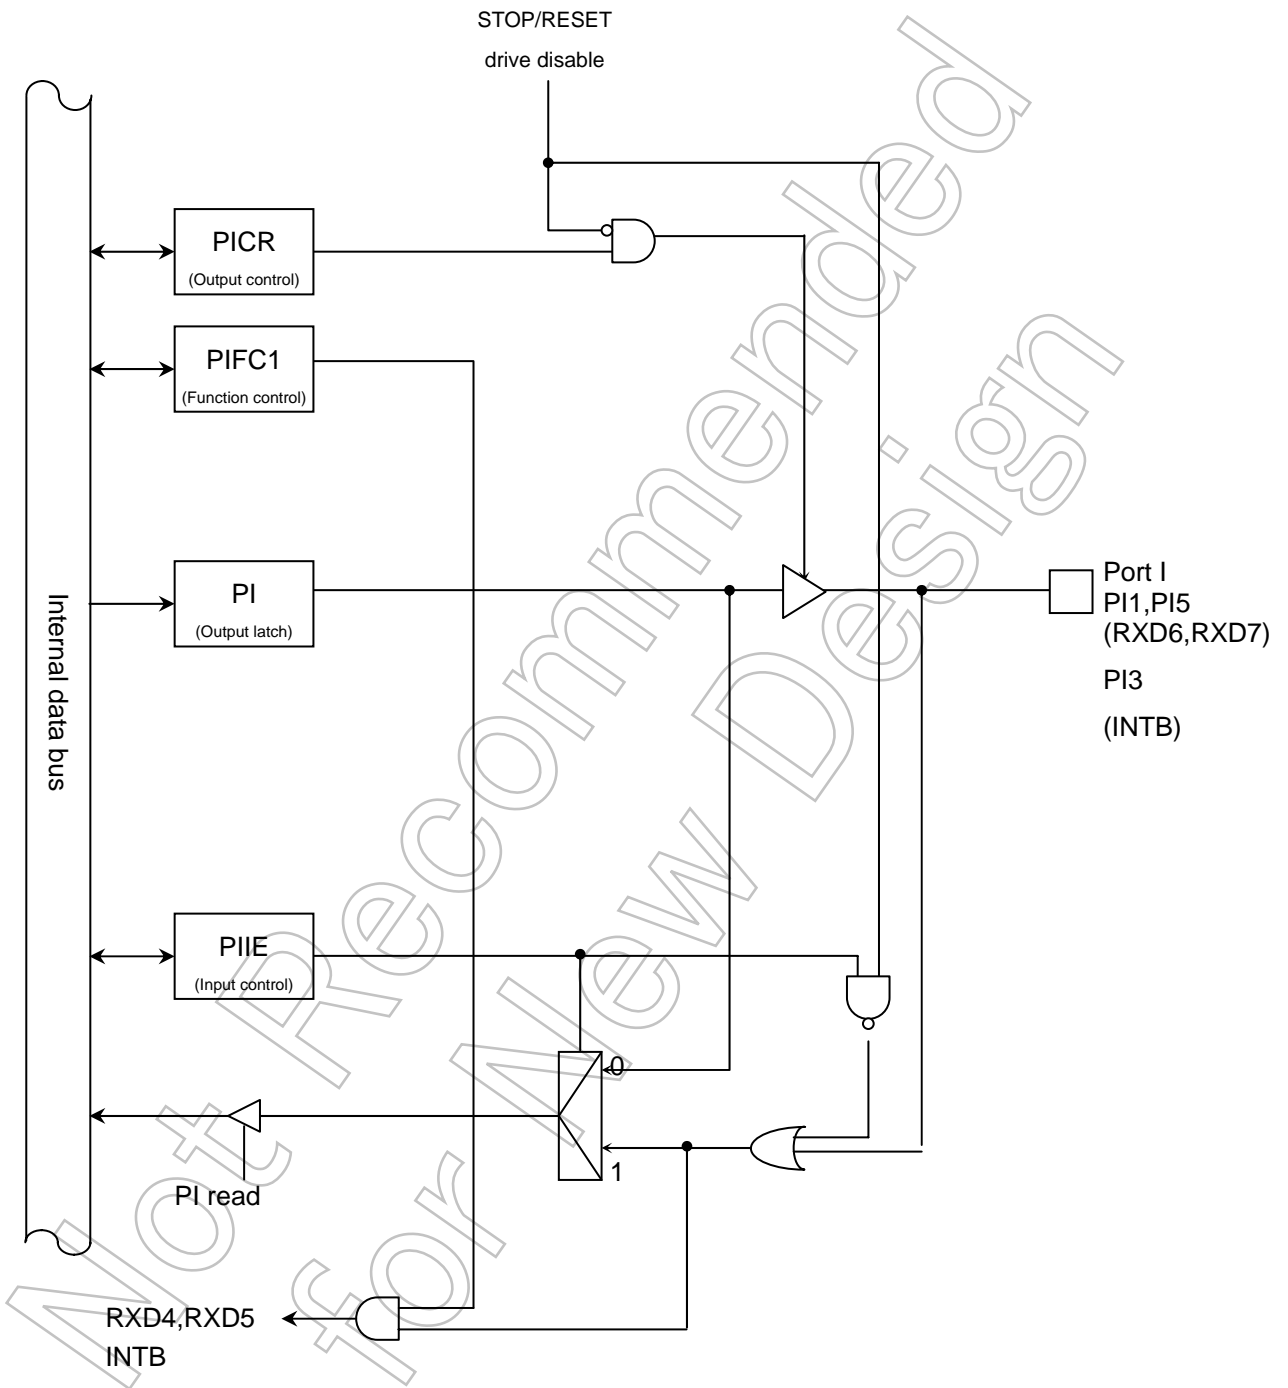 STOP/RESET
drive disable
PICR
(Output control)
PIFC1
(Function control)
PI
(Output latch)
Internal data bus
Port I
PI1,PI5
(RXD6,RXD7)
PI3
(INTB)
PIIE
(Input control)
0
1
PI read
RXD4,RXD5
INTB
Not Recommended
for New Design